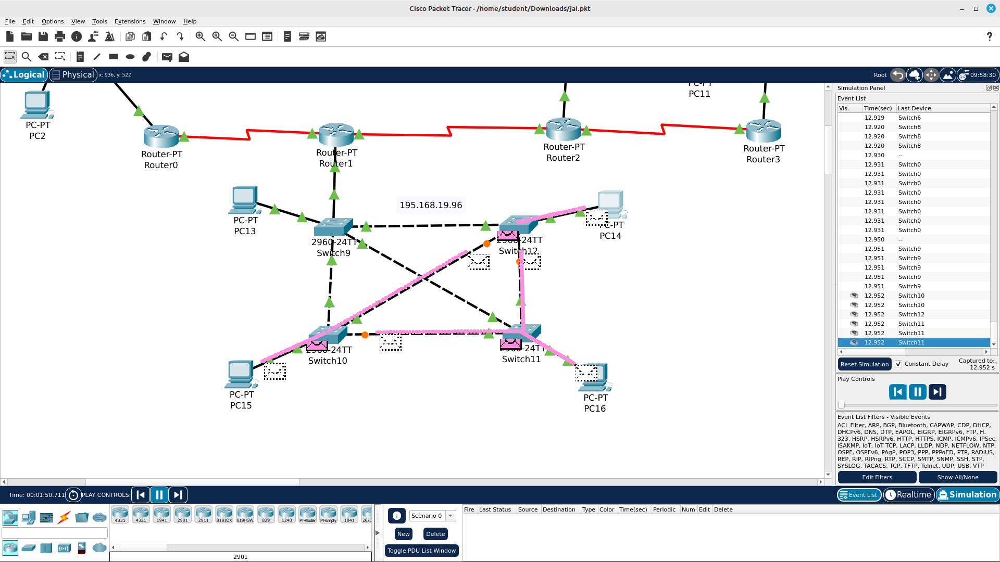 Cisco Packet Tracer - /home/student/Downloads/jai.pkt
File Edit Options View Tools Extensions Window Help
Logical Physical x: 936, y: 522 Root 09:58:30
PC-PT
PC2
Router-PT
Router0
Router-PT
Router1
Router-PT
Router2
PC11
Router-PT
Router3
PC-PT
PC13
195.168.19.96
2960-24TT
Switch9
2960-24TT
Switch12
PC-PT
PC14
2960-24TT
Switch10
2960-24TT
Switch11
PC-PT
PC15
PC-PT
PC16
Simulation Panel
Event List
Vis. Time(sec) Last Device
12.919 Switch6
12.920 Switch8
12.920 Switch8
12.920 Switch8
12.930 --
12.931 Switch0
12.931 Switch0
12.931 Switch0
12.931 Switch0
12.931 Switch0
12.931 Switch0
12.931 Switch0
12.931 Switch0
12.950 --
12.951 Switch9
12.951 Switch9
12.951 Switch9
12.951 Switch9
12.951 Switch9
12.952 Switch10
12.952 Switch10
12.952 Switch12
12.952 Switch11
12.952 Switch11
12.952 Switch11
Reset Simulation Constant Delay Captured to:
12.952 s
Play Controls
Event List Filters - Visible Events
ACL Filter, ARP, BGP, Bluetooth, CAPWAP, CDP, DHCP,
DHCPv6, DNS, DTP, EAPOL, EIGRP, EIGRPv6, FTP, H.
323, HSRP, HSRPv6, HTTP, HTTPS, ICMP, ICMPv6, IPSec,
ISAKMP, IoT, IoT TCP, LACP, LLDP, NDP, NETFLOW, NTP,
OSPF, OSPFv6, PAgP, POP3, PPP, PPPoED, PTP, RADIUS,
REP, RIP, RIPng, RTP, SCCP, SMTP, SNMP, SSH, STP,
SYSLOG, TACACS, TCP, TFTP, Telnet, UDP, USB, VTP
Edit Filters Show All/None
Time: 00:01:50.711 PLAY CONTROLS: Event List Realtime Simulation
4331 4321 1941 2901 2911 819IOX 819HGW 829 1240 PT-Router PT-Empty 1841 2620
2901
Scenario 0
New Delete
Toggle PDU List Window
Fire Last Status Source Destination Type Color Time(sec) Periodic Num Edit Delete